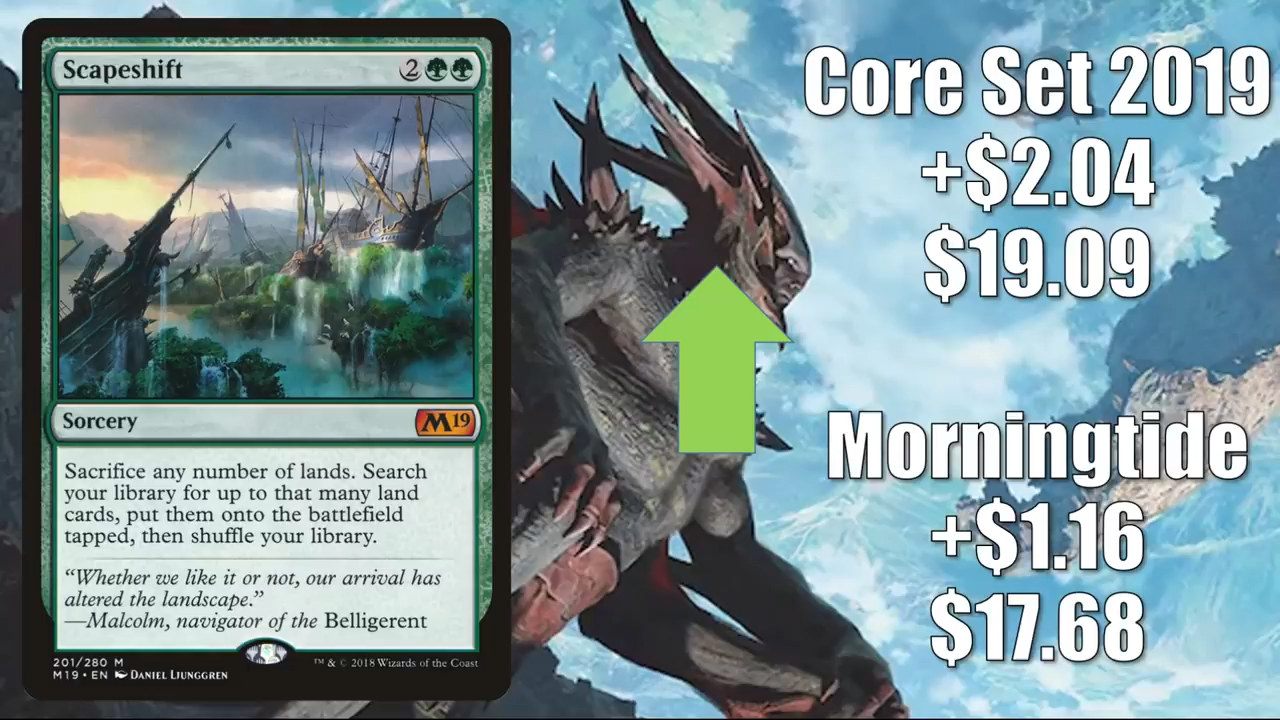 Scapeshift 2
Sorcery M19
Sacrifice any number of lands. Search
your library for up to that many land
cards, put them onto the battlefield
tapped, then shuffle your library.
“Whether we like it or not, our arrival has
altered the landscape.”
—Malcolm, navigator of the Belligerent
201/280 M
M19 • EN Daniel Ljunggren
™ & © 2018 Wizards of the Coast
Core Set 2019
+$2.04
$19.09
Morningtide
+$1.16
$17.68